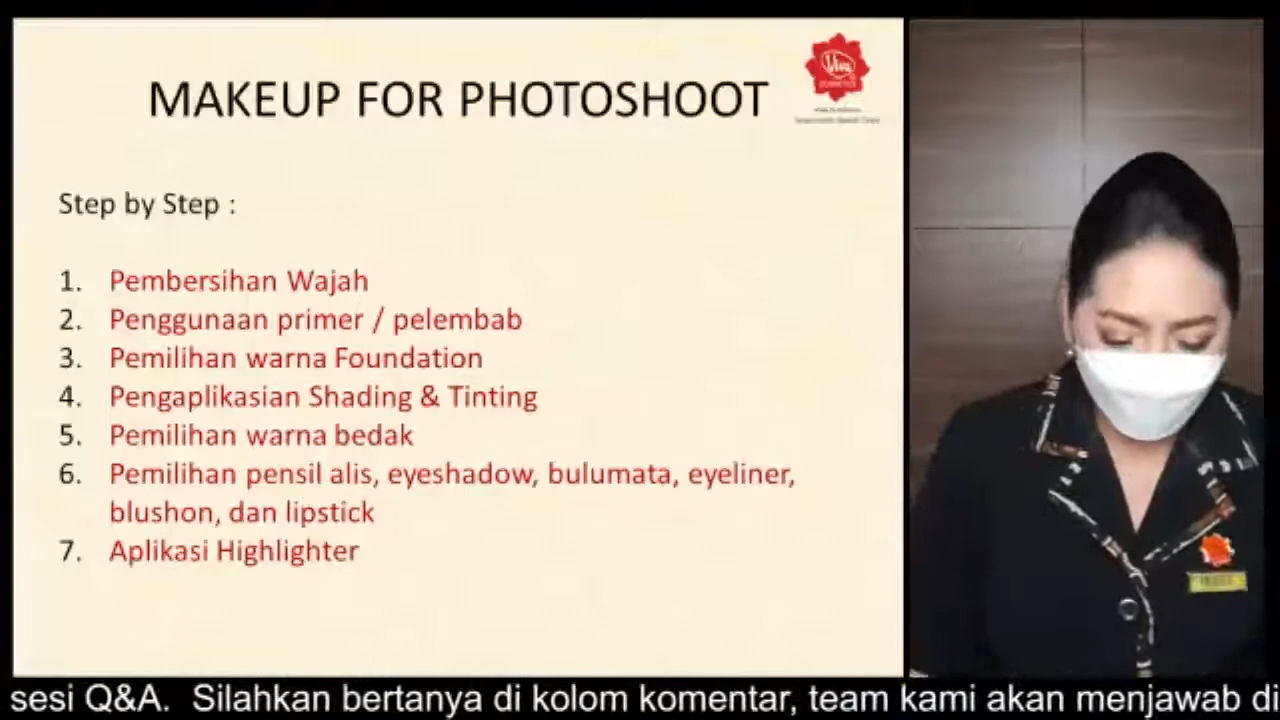 MAKEUP FOR PHOTOSHOOT
Viva
Step by Step :
1. Pembersihan Wajah
2. Penggunaan primer / pelembab
3. Pemilihan warna Foundation
4. Pengaplikasian Shading & Tinting
5. Pemilihan warna bedak
6. Pemilihan pensil alis, eyeshadow, bulumata, eyeliner,
blushon, dan lipstick
7. Aplikasi Highlighter
sesi Q&A. Silahkan bertanya di kolom komentar, team kami akan menjawab di